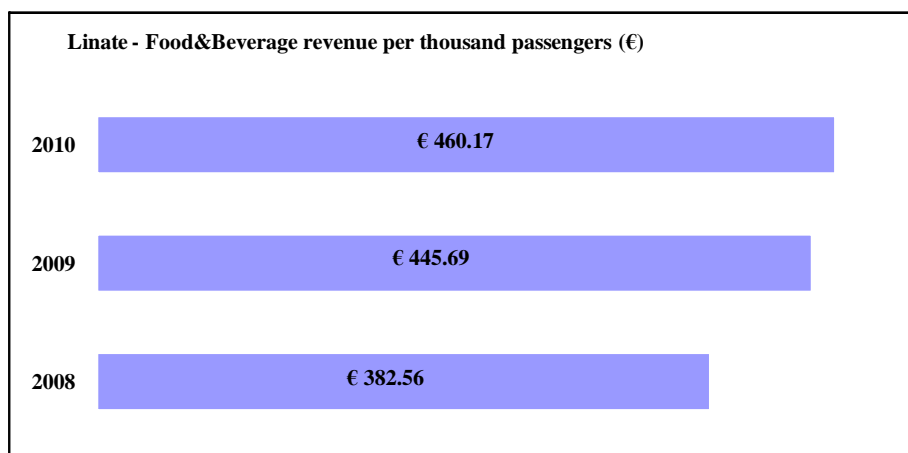 Linate - Food&Beverage revenue per thousand passengers (€)
2010 € 460.17
2009 € 445.69
2008 € 382.56